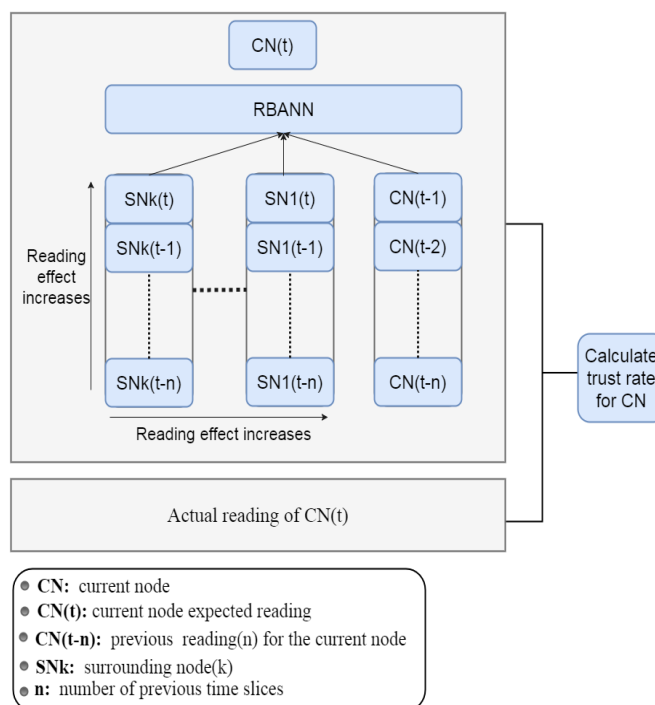 CN(t)
RBANN
SNk(t)
SN1(t)
CN(t-1)
SNk(t-1)
SN1(t-1)
CN(t-2)
Reading
effect
increases
SNk(t-n)
SN1(t-n)
CN(t-n)
Reading effect increases
Calculate
trust rate
for CN
Actual reading of CN(t)
CN: current node
CN(t): current node expected reading
CN(t-n): previous reading(n) for the current node
SNk: surrounding node(k)
n: number of previous time slices